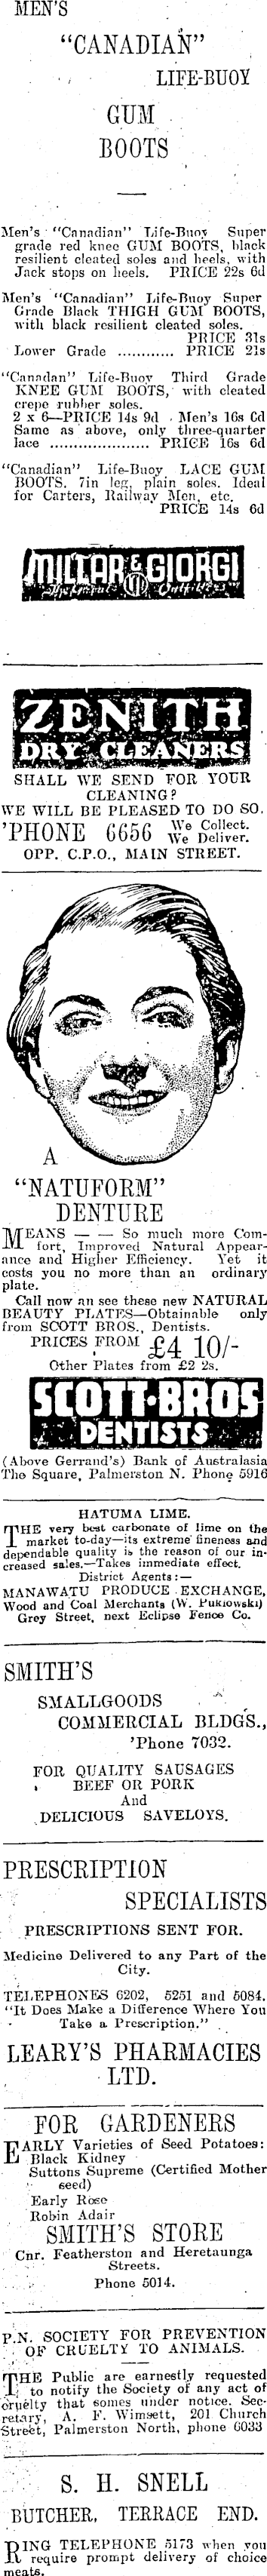 MEN'S
"CANADIAN"
LIFE-BUOY
GUM
BOOTS
Men's "Canadian" Life-Buoy Super
grade red knee GUM BOOTS, black
resilient cleated soles and heels, with
Jack stops on heels. PRICE 22s 6d
Men's "Canadian" Life-Buoy Super
Grade Black THIGH GUM BOOTS,
with black resilient cleated soles.
PRICE 31s
Lower Grade ............ PRICE 21s
"Canadan" Life-Buoy Third Grade
KNEE GUM BOOTS, with cleated
crepe rubber soles.
2 x 6—PRICE 14s 9d . Men's 16s 6d
Same as above, only three-quarter
lace ................... PRICE 16s 6d
"Canadian" Life-Buoy LACE GUM
BOOTS. 7in leg, plain soles. Ideal
for Carters, Railway Men, etc.
PRICE 14s 6d
MILLAR & GIORGI
ZENITH
DRY CLEANERS
SHALL WE SEND FOR YOUR
CLEANING?
WE WILL BE PLEASED TO DO SO.
'PHONE 6656 We Collect.
We Deliver.
OPP. C.P.O., MAIN STREET.
A
"NATUFORM"
DENTURE
MEANS — — So much more Com-
fort, Improved Natural Appear-
ance and Higher Efficiency. Yet it
costs you no more than an ordinary
plate.
Call now an see these new NATURAL
BEAUTY PLATES—Obtainable only
from SCOTT BROS., Dentists.
PRICES FROM £4 10/-
Other Plates from £2 2s.
SCOTT·BROS
DENTISTS
(Above Gerrand's) Bank of Australasia
The Square, Palmerston N. Phone 5916
HATUMA LIME.
THE very best carbonate of lime on the
market to-day—its extreme fineness and
dependable quality is the reason of our in-
creased sales.—Takes immediate effect.
District Agents:—
MANAWATU PRODUCE EXCHANGE,
Wood and Coal Merchants (W. Pukiowski)
Grey Street, next Eclipse Fence Co.
SMITH'S
SMALLGOODS
COMMERCIAL BLDGS.,
'Phone 7032.
FOR QUALITY SAUSAGES
BEEF OR PORK
And
DELICIOUS SAVELOYS.
PRESCRIPTION
SPECIALISTS
PRESCRIPTIONS SENT FOR.
Medicine Delivered to any Part of the
City.
TELEPHONES 6202, 5251 and 5084.
"It Does Make a Difference Where You
Take a Prescription."
LEARY'S PHARMACIES
LTD.
FOR GARDENERS
EARLY Varieties of Seed Potatoes:
Black Kidney
Suttons Supreme (Certified Mother
seed)
Early Rose
Robin Adair
SMITH'S STORE
Cnr. Featherston and Heretaunga
Streets.
Phone 5014.
P.N. SOCIETY FOR PREVENTION
OF CRUELTY TO ANIMALS.
THE Public are earnestly requested
to notify the Society of any act of
cruelty that somes under notice. Sec-
retary, A. F. Wimsett, 201 Church
Street, Palmerston North, phone 6033
S. H. SNELL
BUTCHER, TERRACE END.
RING TELEPHONE 5173 when you
require prompt delivery of choice
meats.